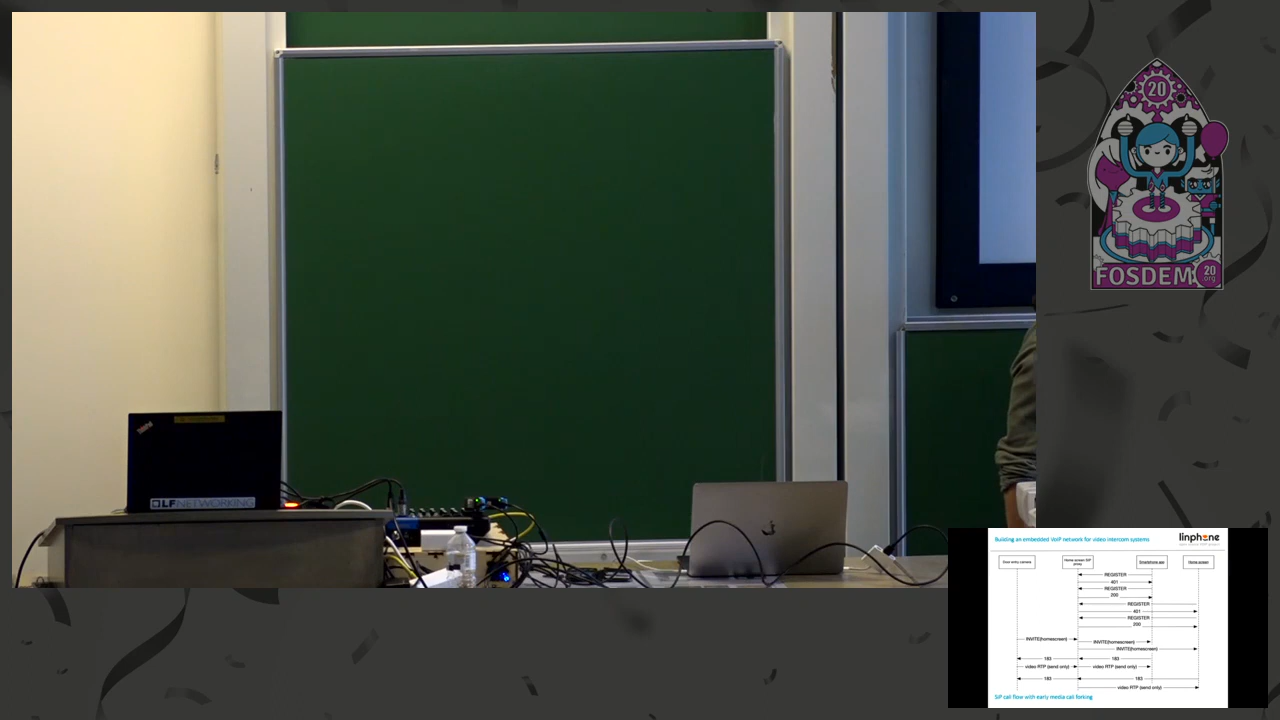 20
FOSDEM
20
.org
LFNETWORKING
Building an embedded VoIP network for video intercom systems
linphone
Door entry camera
Home screen SIP
proxy
Smartphone app
Home screen
REGISTER
401
REGISTER
200
REGISTER
401
REGISTER
200
INVITE(homescreen)
INVITE(homescreen)
INVITE(homescreen)
183
183
video RTP (send only)
video RTP (send only)
183
183
video RTP (send only)
SIP call flow with early media call forking